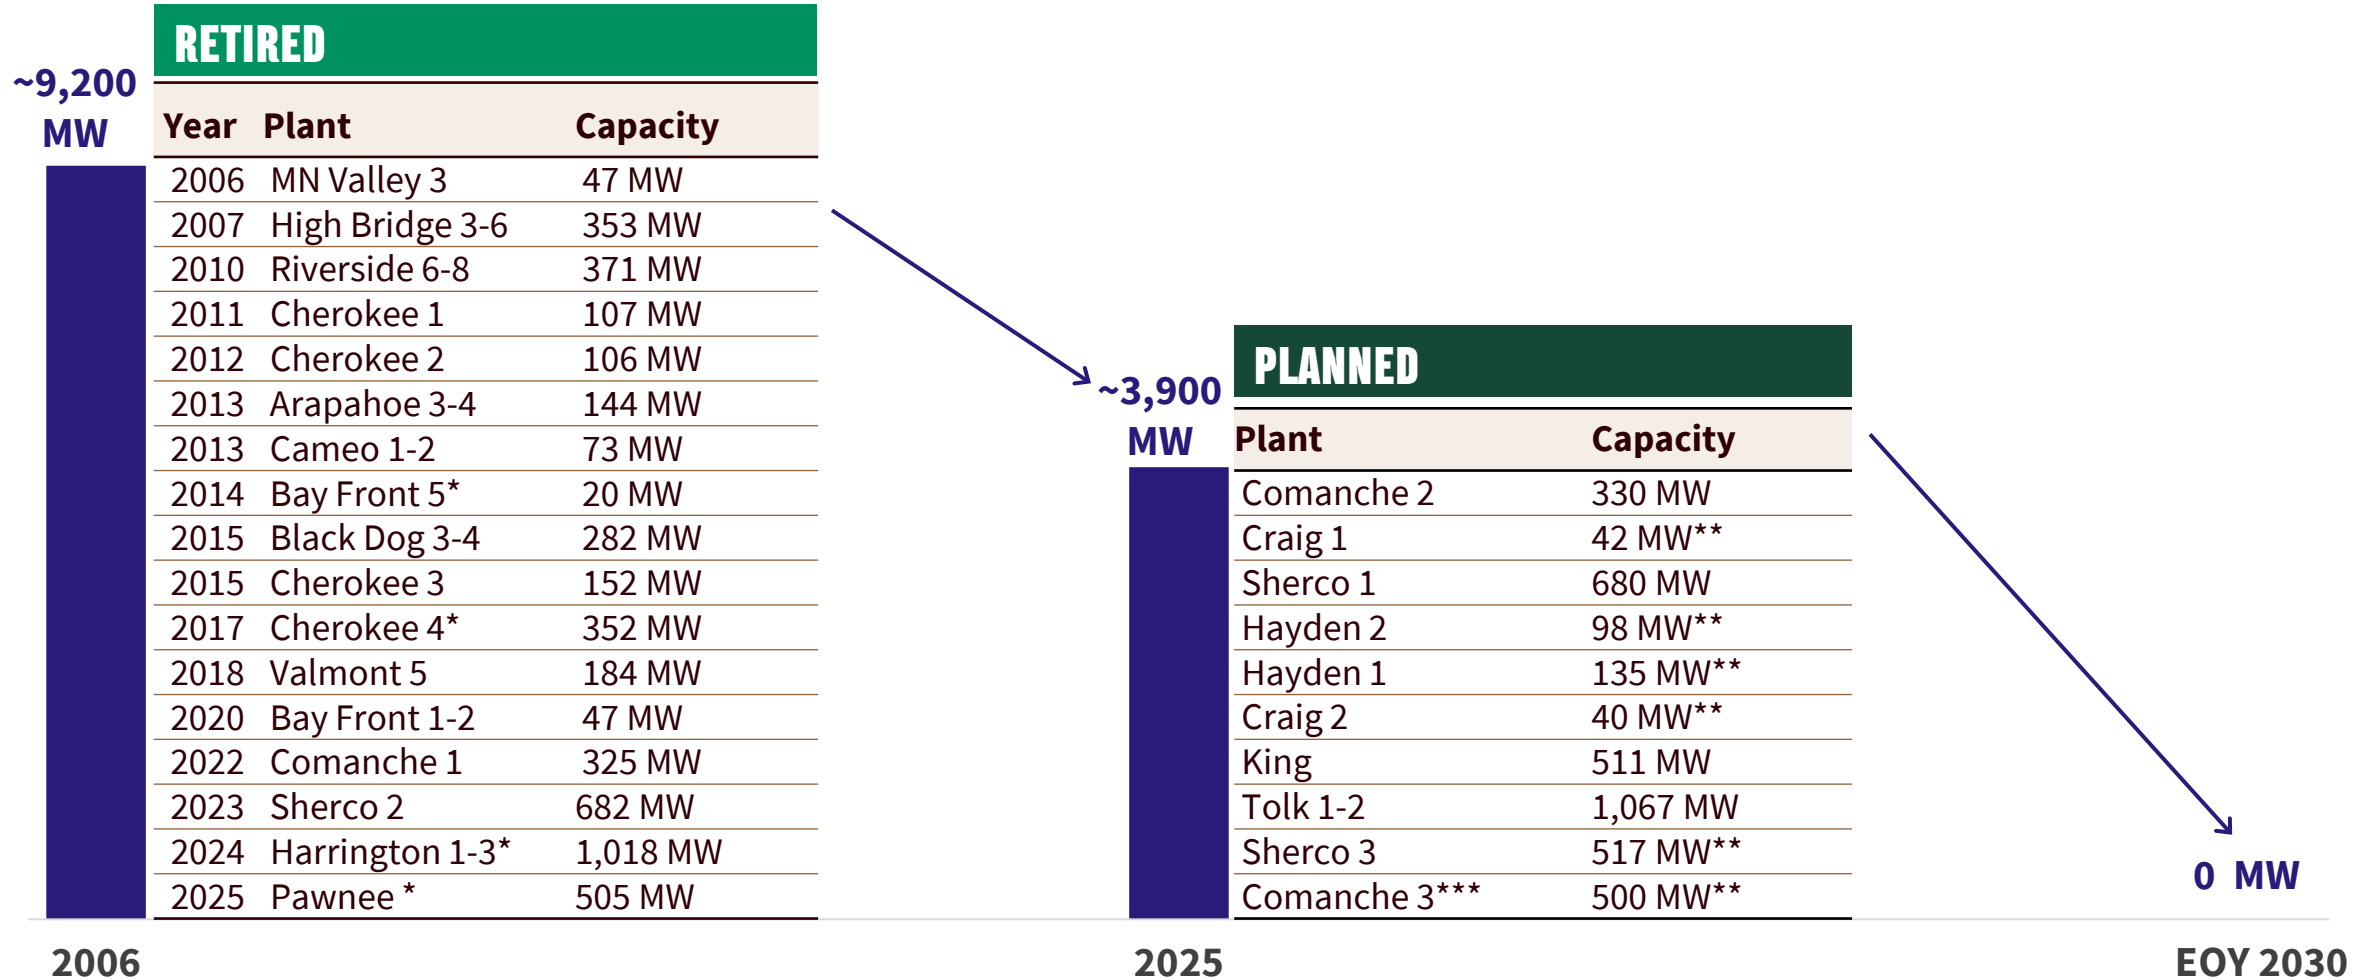 RETIRED
~9,200
MW
Year Plant Capacity
2006 MN Valley 3 47 MW
2007 High Bridge 3-6 353 MW
2010 Riverside 6-8 371 MW
2011 Cherokee 1 107 MW
2012 Cherokee 2 106 MW
2013 Arapahoe 3-4 144 MW
2013 Cameo 1-2 73 MW
2014 Bay Front 5* 20 MW
2015 Black Dog 3-4 282 MW
2015 Cherokee 3 152 MW
2017 Cherokee 4* 352 MW
2018 Valmont 5 184 MW
2020 Bay Front 1-2 47 MW
2022 Comanche 1 325 MW
2023 Sherco 2 682 MW
2024 Harrington 1-3* 1,018 MW
2025 Pawnee * 505 MW
PLANNED
~3,900
MW
Plant Capacity
Comanche 2 330 MW
Craig 1 42 MW**
Sherco 1 680 MW
Hayden 2 98 MW**
Hayden 1 135 MW**
Craig 2 40 MW**
King 511 MW
Tolk 1-2 1,067 MW
Sherco 3 517 MW**
Comanche 3*** 500 MW**
0 MW
2006
2025
EOY 2030